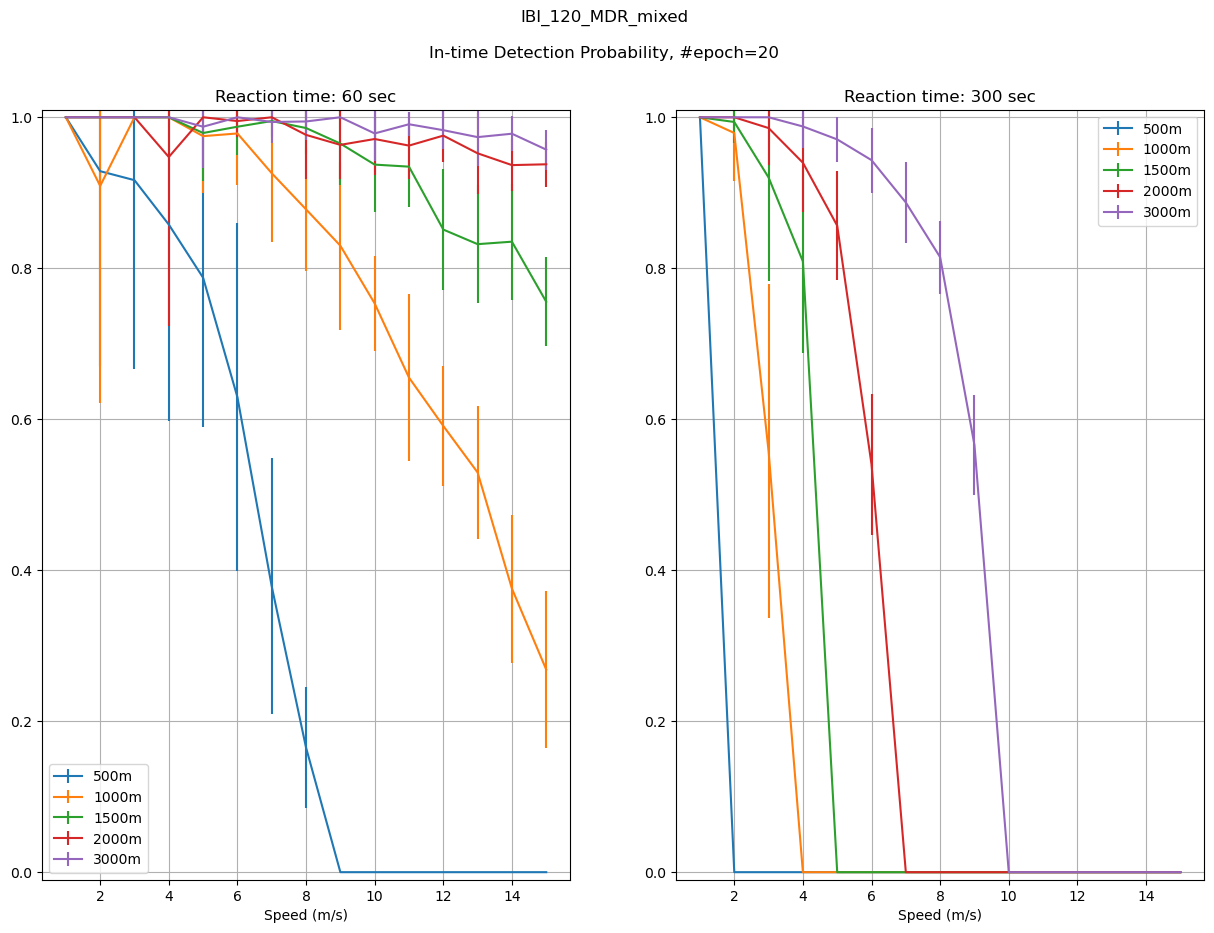 IBI_120_MDR_mixed
In-time Detection Probability, #epoch=20
Reaction time: 60 sec
1.0
0.8
0.6
0.4
0.2
0.0
2 4 6 8 10 12 14
Speed (m/s)
500m
1000m
1500m
2000m
3000m
Reaction time: 300 sec
1.0
0.8
0.6
0.4
0.2
0.0
2 4 6 8 10 12 14
Speed (m/s)
500m
1000m
1500m
2000m
3000m